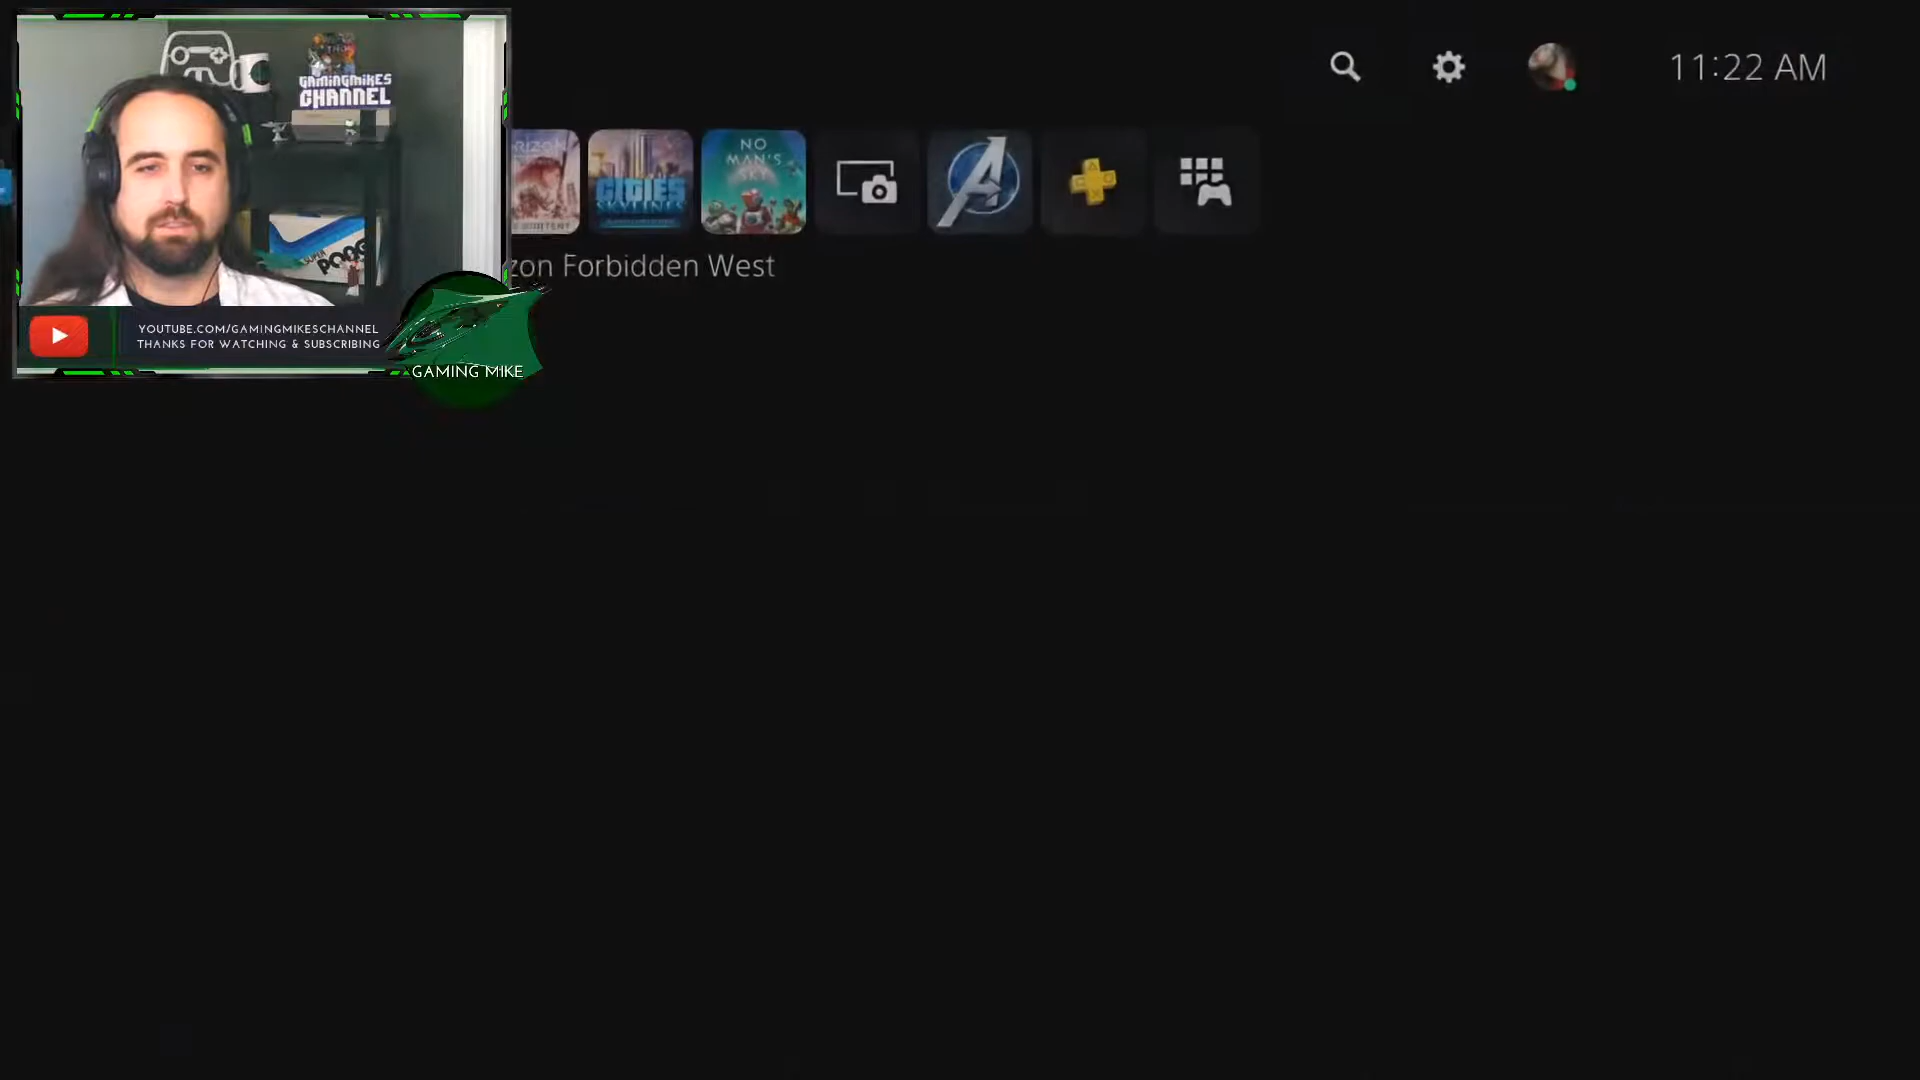 GAMINGMIKES
CHANNEL
11:22 AM
CITIES
SKYLINES
NO
MAN'S
SKY
zon Forbidden West
YOUTUBE.COM/GAMINGMIKESCHANNEL
THANKS FOR WATCHING & SUBSCRIBING
GAMING MIKE